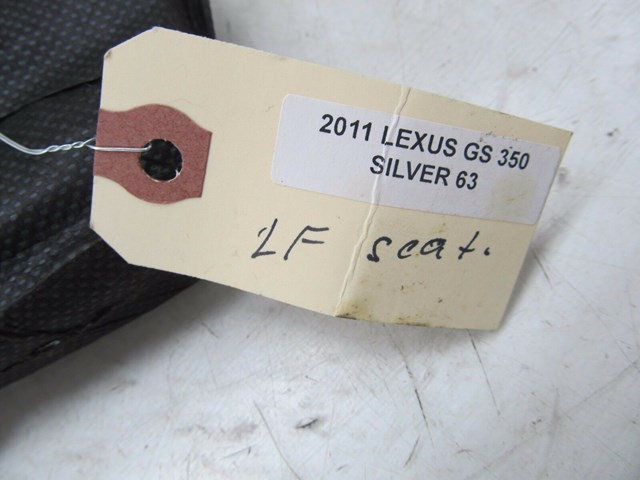 2011 LEXUS GS 350
SILVER 63
LF seat.